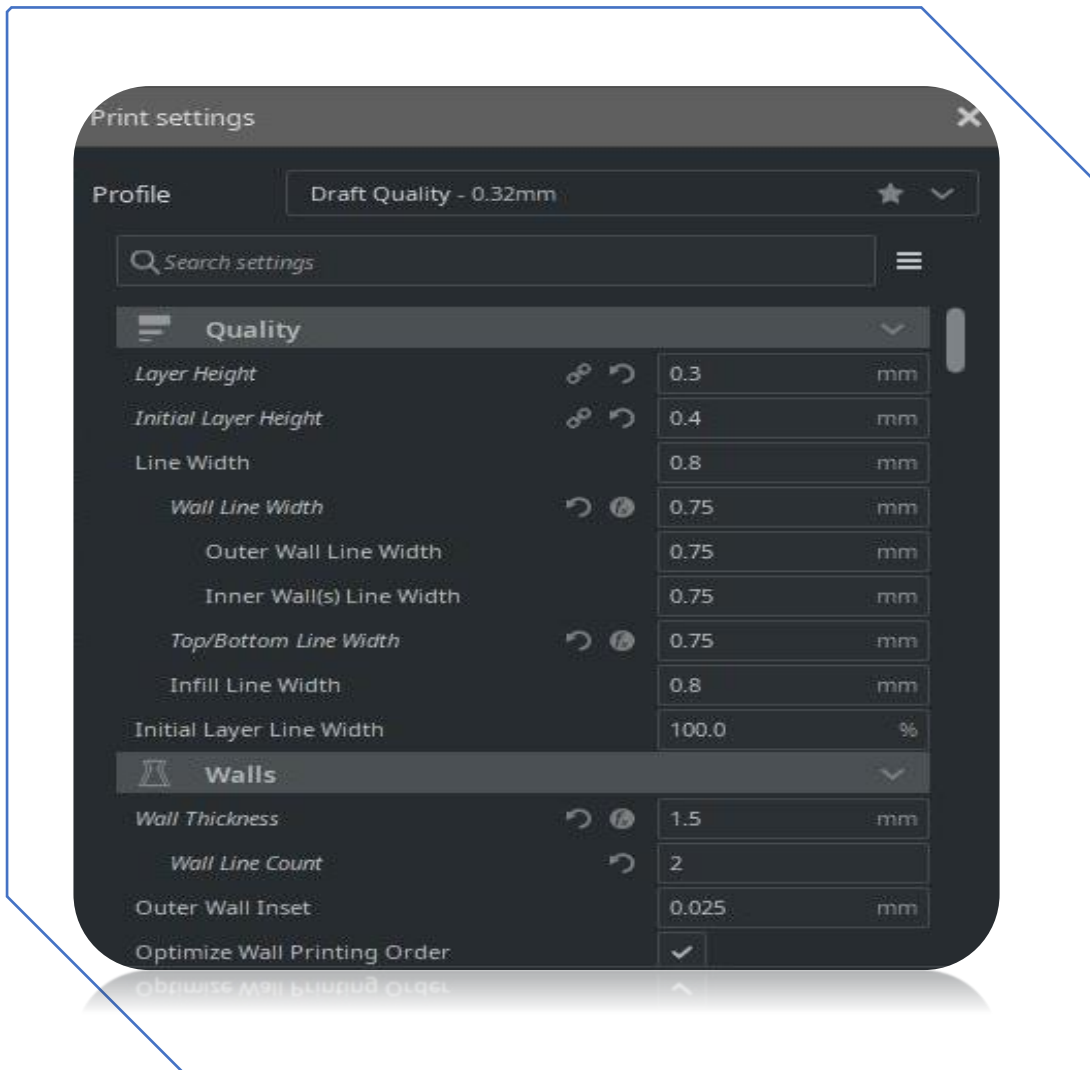 Print settings
Profile Draft Quality - 0.32mm
Search settings
Quality
Layer Height 0.3 mm
Initial Layer Height 0.4 mm
Line Width 0.8 mm
Wall Line Width 0.75 mm
Outer Wall Line Width 0.75 mm
Inner Wall(s) Line Width 0.75 mm
Top/Bottom Line Width 0.75 mm
Infill Line Width 0.8 mm
Initial Layer Line Width 100.0 %
Walls
Wall Thickness 1.5 mm
Wall Line Count 2
Outer Wall Inset 0.025 mm
Optimize Wall Printing Order